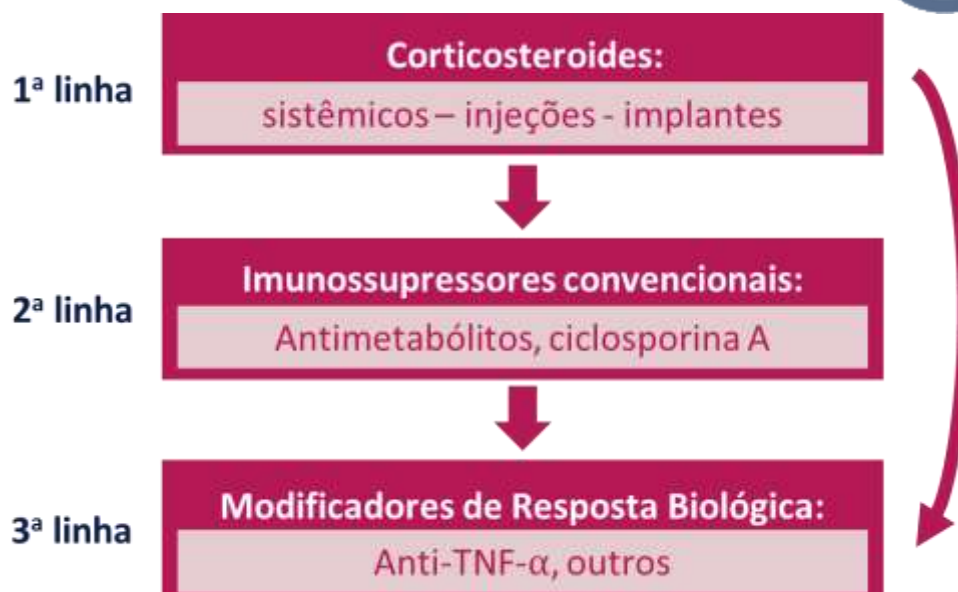 1ª linha
Corticosteroides:
sistêmicos – injeções - implantes
2ª linha
Imunossupressores convencionais:
Antimetabólitos, ciclosporina A
3ª linha
Modificadores de Resposta Biológica:
Anti-TNF-α, outros